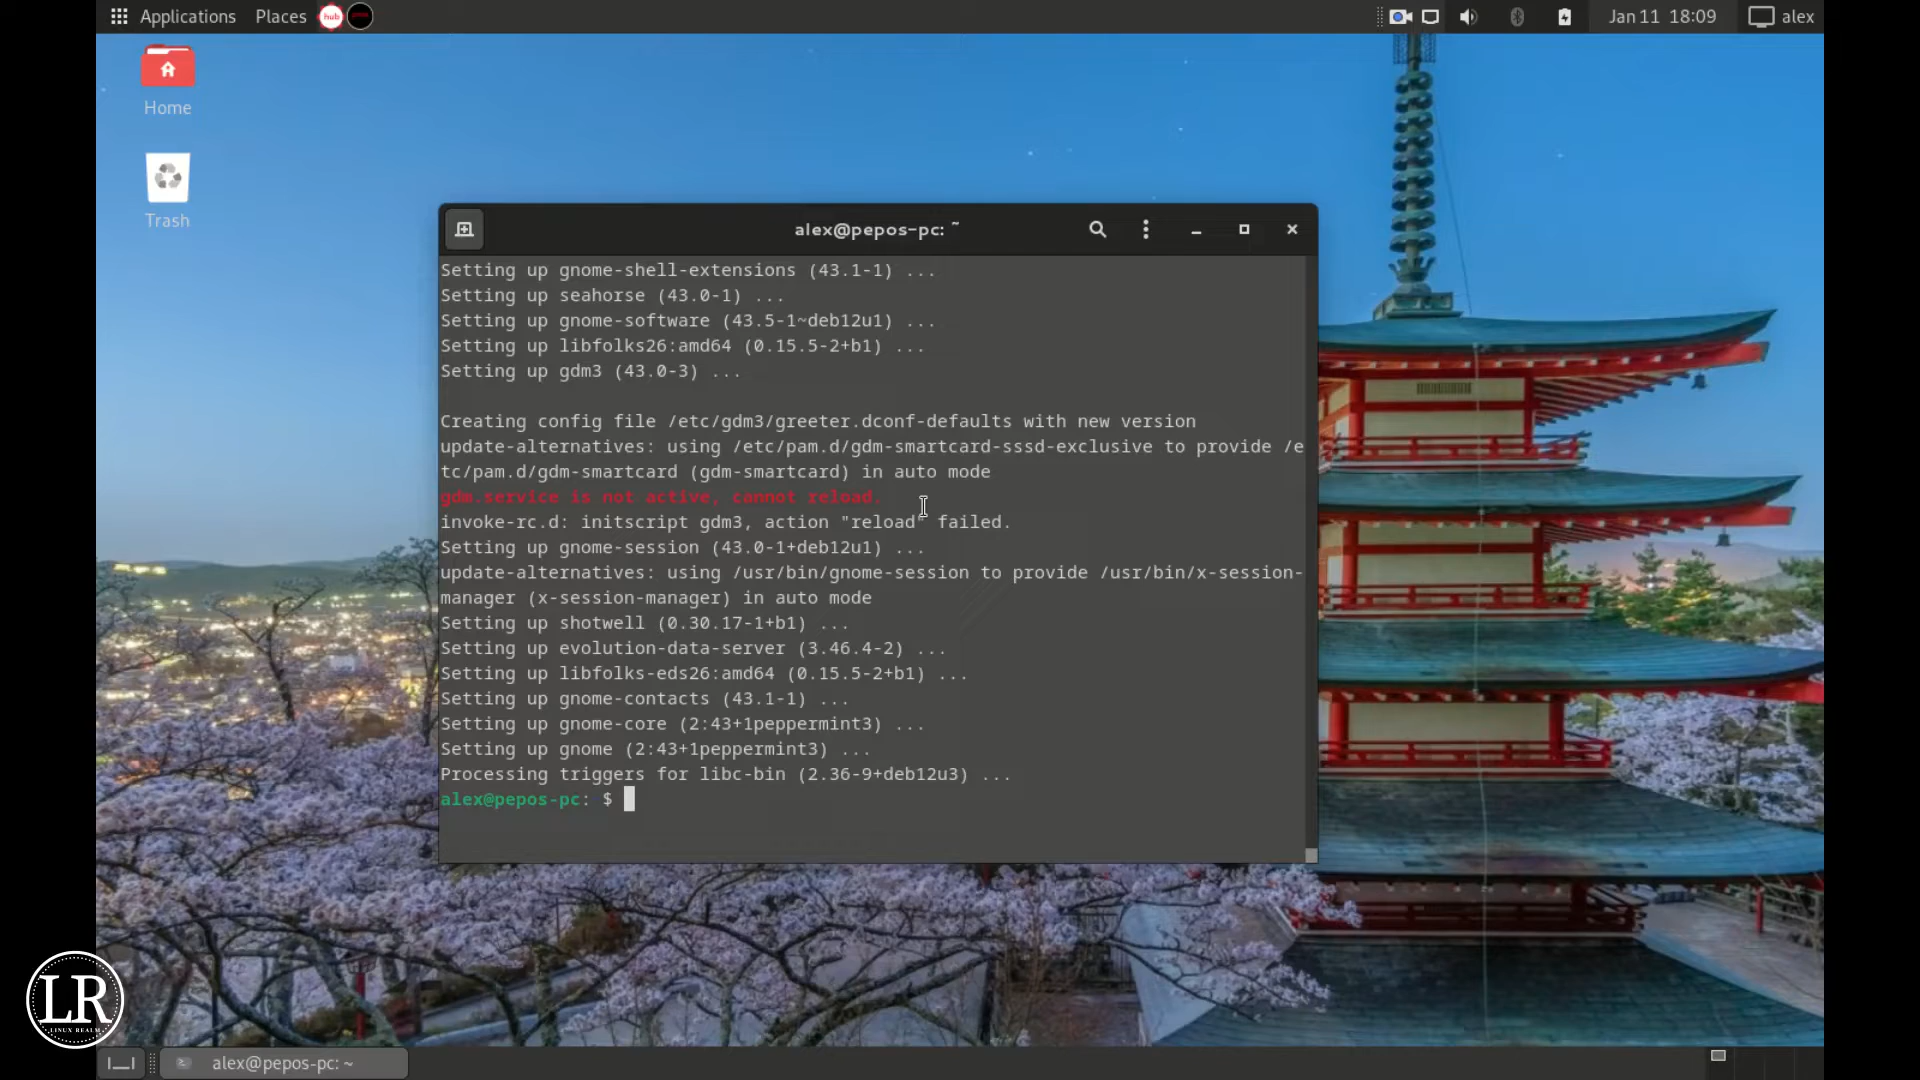 Applications Places hub Jan 11 18:09 alex
Home
Trash
alex@pepos-pc: ~
Setting up gnome-shell-extensions (43.1-1) ...
Setting up seahorse (43.0-1) ...
Setting up gnome-software (43.5-1~deb12u1) ...
Setting up libfolks26:amd64 (0.15.5-2+b1) ...
Setting up gdm3 (43.0-3) ...
Creating config file /etc/gdm3/greeter.dconf-defaults with new version
update-alternatives: using /etc/pam.d/gdm-smartcard-sssd-exclusive to provide /e
tc/pam.d/gdm-smartcard (gdm-smartcard) in auto mode
gdm.service is not active, cannot reload.
invoke-rc.d: initscript gdm3, action "reload" failed.
Setting up gnome-session (43.0-1+deb12u1) ...
update-alternatives: using /usr/bin/gnome-session to provide /usr/bin/x-session-
manager (x-session-manager) in auto mode
Setting up shotwell (0.30.17-1+b1) ...
Setting up evolution-data-server (3.46.4-2) ...
Setting up libfolks-eds26:amd64 (0.15.5-2+b1) ...
Setting up gnome-contacts (43.1-1) ...
Setting up gnome-core (2:43+1peppermint3) ...
Setting up gnome (2:43+1peppermint3) ...
Processing triggers for libc-bin (2.36-9+deb12u3) ...
alex@pepos-pc: $
LR
LINUX REALM
alex@pepos-pc: ~